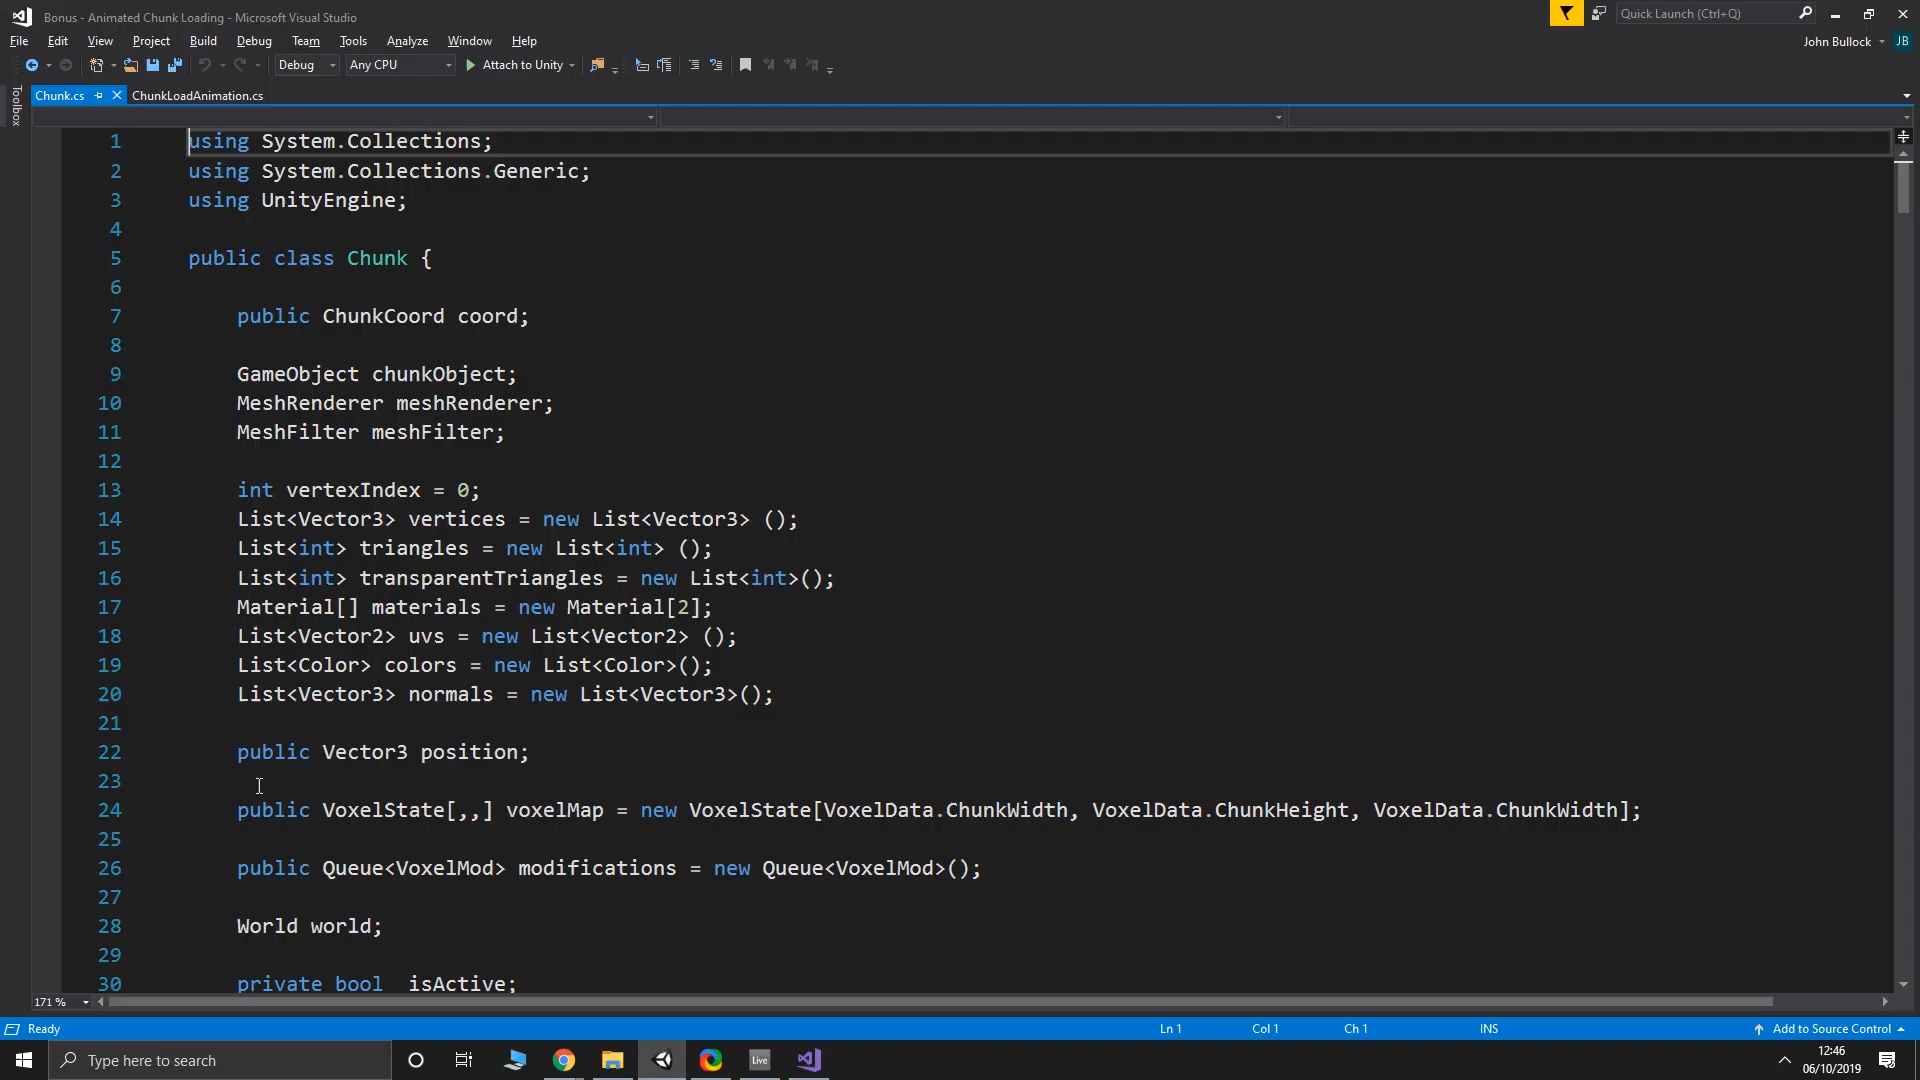 Bonus - Animated Chunk Loading - Microsoft Visual Studio
Quick Launch (Ctrl+Q)
File Edit View Project Build Debug Team Tools Analyze Window Help
John Bullock JB
Debug Any CPU Attach to Unity
Toolbox
Chunk.cs ChunkLoadAnimation.cs
1 using System.Collections;
2 using System.Collections.Generic;
3 using UnityEngine;
4
5 public class Chunk {
6
7 public ChunkCoord coord;
8
9 GameObject chunkObject;
10 MeshRenderer meshRenderer;
11 MeshFilter meshFilter;
12
13 int vertexIndex = 0;
14 List<Vector3> vertices = new List<Vector3> ();
15 List<int> triangles = new List<int> ();
16 List<int> transparentTriangles = new List<int>();
17 Material[] materials = new Material[2];
18 List<Vector2> uvs = new List<Vector2> ();
19 List<Color> colors = new List<Color>();
20 List<Vector3> normals = new List<Vector3>();
21
22 public Vector3 position;
23
24 public VoxelState[,,] voxelMap = new VoxelState[VoxelData.ChunkWidth, VoxelData.ChunkHeight, VoxelData.ChunkWidth];
25
26 public Queue<VoxelMod> modifications = new Queue<VoxelMod>();
27
28 World world;
29
30 private bool _isActive;
171 %
Ready Ln 1 Col 1 Ch 1 INS Add to Source Control
Type here to search
Live
12:46
06/10/2019